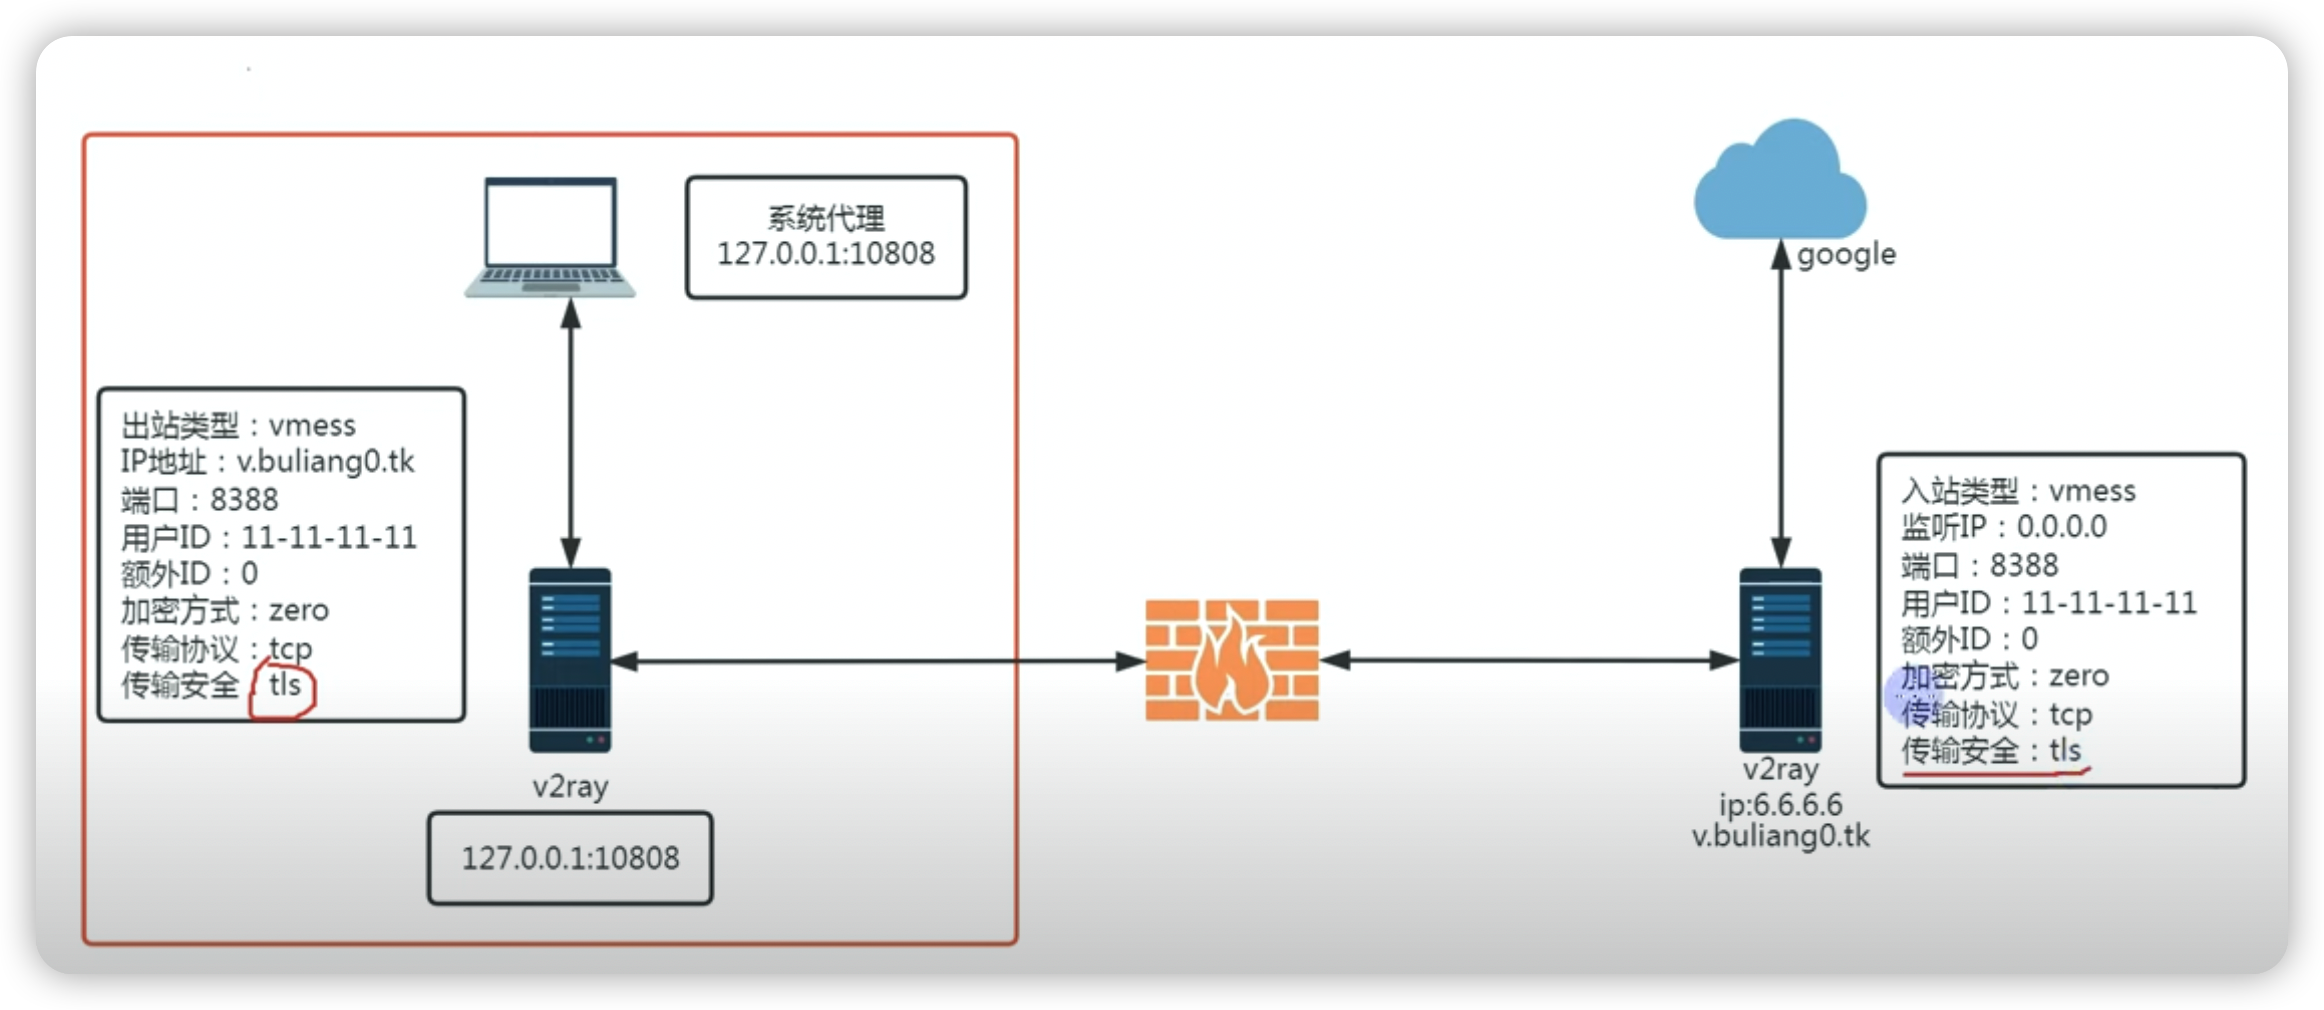 系统代理
127.0.0.1:10808
google
出站类型：vmess
IP地址：v.buliang0.tk
端口：8388
用户ID：11-11-11-11
额外ID：0
加密方式：zero
传输协议：tcp
传输安全：tls
入站类型：vmess
监听IP：0.0.0.0
端口：8388
用户ID：11-11-11-11
额外ID：0
加密方式：zero
传输协议：tcp
传输安全：tls
v2ray
127.0.0.1:10808
v2ray
ip:6.6.6.6
v.buliang0.tk